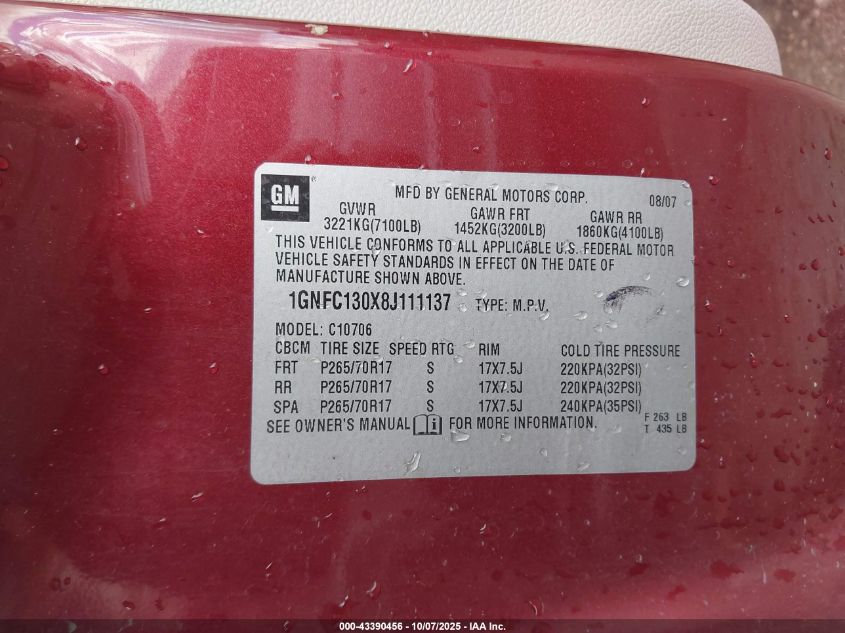 GM
MFD BY GENERAL MOTORS CORP. 08/07
GVWR GAWR FRT GAWR RR
3221KG(7100LB) 1452KG(3200LB) 1860KG(4100LB)
THIS VEHICLE CONFORMS TO ALL APPLICABLE U.S. FEDERAL MOTOR
VEHICLE SAFETY STANDARDS IN EFFECT ON THE DATE OF
MANUFACTURE SHOWN ABOVE.
1GNFC130X8J111137 TYPE: M.P.V.
MODEL: C10706
CBCM TIRE SIZE SPEED RTG RIM COLD TIRE PRESSURE
FRT P265/70R17 S 17X7.5J 220KPA(32PSI)
RR P265/70R17 S 17X7.5J 220KPA(32PSI)
SPA P265/70R17 S 17X7.5J 240KPA(35PSI)
SEE OWNER'S MANUAL FOR MORE INFORMATION.
F 263 LB
T 435 LB
000-43390456 - 10/07/2025 - IAA Inc.